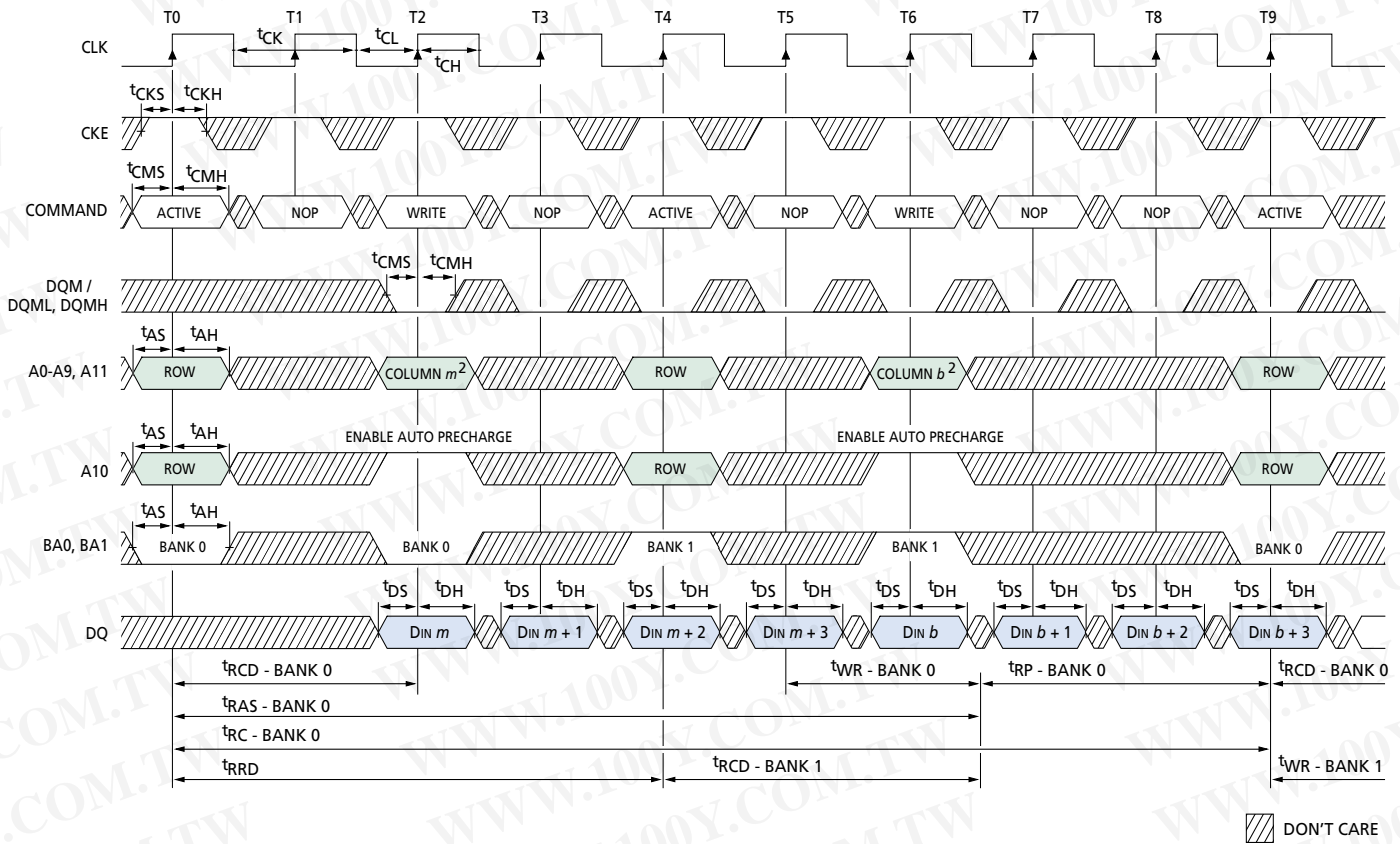 T0 T1 T2 T3 T4 T5 T6 T7 T8 T9
CLK
tCK tCL
tCH
tCKS tCKH
CKE
tCMS tCMH
COMMAND ACTIVE NOP WRITE NOP ACTIVE NOP WRITE NOP NOP ACTIVE
tCMS tCMH
DQM /
DQML, DQMH
tAS tAH
A0-A9, A11 ROW COLUMN m2 ROW COLUMN b2 ROW
tAS tAH ENABLE AUTO PRECHARGE ENABLE AUTO PRECHARGE
A10 ROW ROW ROW
tAS tAH
BA0, BA1 BANK 0 BANK 0 BANK 1 BANK 1 BANK 0
tDS tDH tDS tDH tDS tDH tDS tDH tDS tDH tDS tDH tDS tDH tDS tDH
DQ DIN m DIN m + 1 DIN m + 2 DIN m + 3 DIN b DIN b + 1 DIN b + 2 DIN b + 3
tRCD - BANK 0 tWR - BANK 0 tRP - BANK 0 tRCD - BANK 0
tRAS - BANK 0
tRC - BANK 0
tRRD tRCD - BANK 1 tWR - BANK 1
DON'T CARE
WWW.100Y.COM.TW